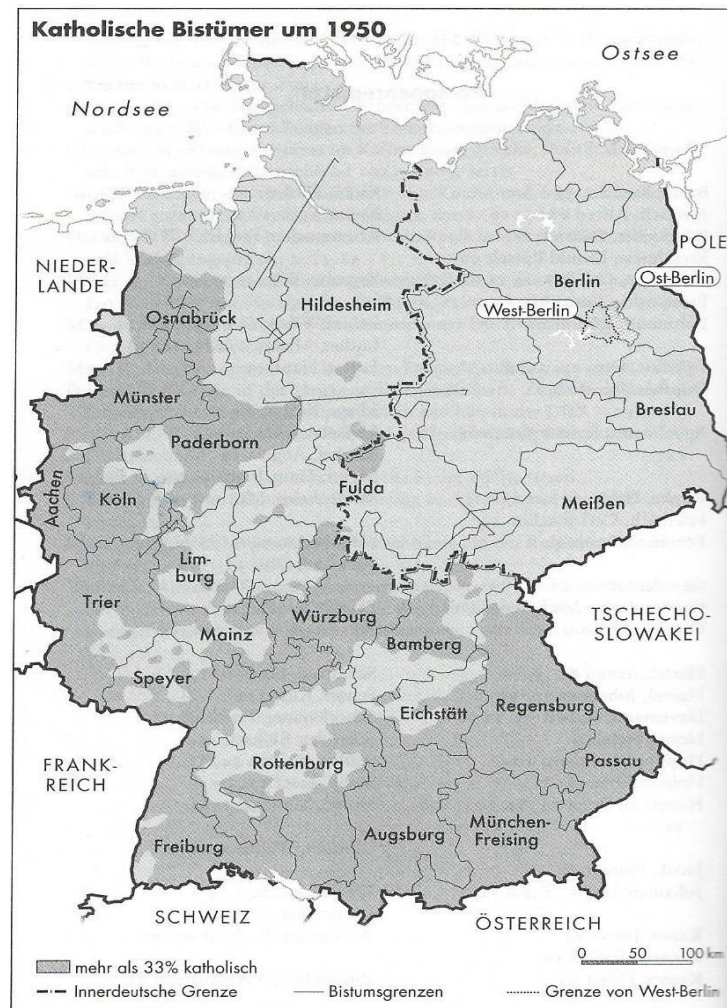 Katholische Bistümer um 1950
Ostsee
Nordsee
POLE
NIEDER-
LANDE
Berlin
Ost-Berlin
West-Berlin
Osnabrück
Hildesheim
Münster
Breslau
Paderborn
Aachen
Köln
Fulda
Meißen
Lim-
burg
Trier
Würzburg
TSCHECHO-
SLOWAKEI
Mainz
Bamberg
Speyer
Eichstätt
Regensburg
FRANK-
REICH
Rottenburg
Passau
München-
Freising
Augsburg
Freiburg
SCHWEIZ
ÖSTERREICH
mehr als 33% katholisch
0 50 100 km
Innerdeutsche Grenze
Bistumsgrenzen
Grenze von West-Berlin